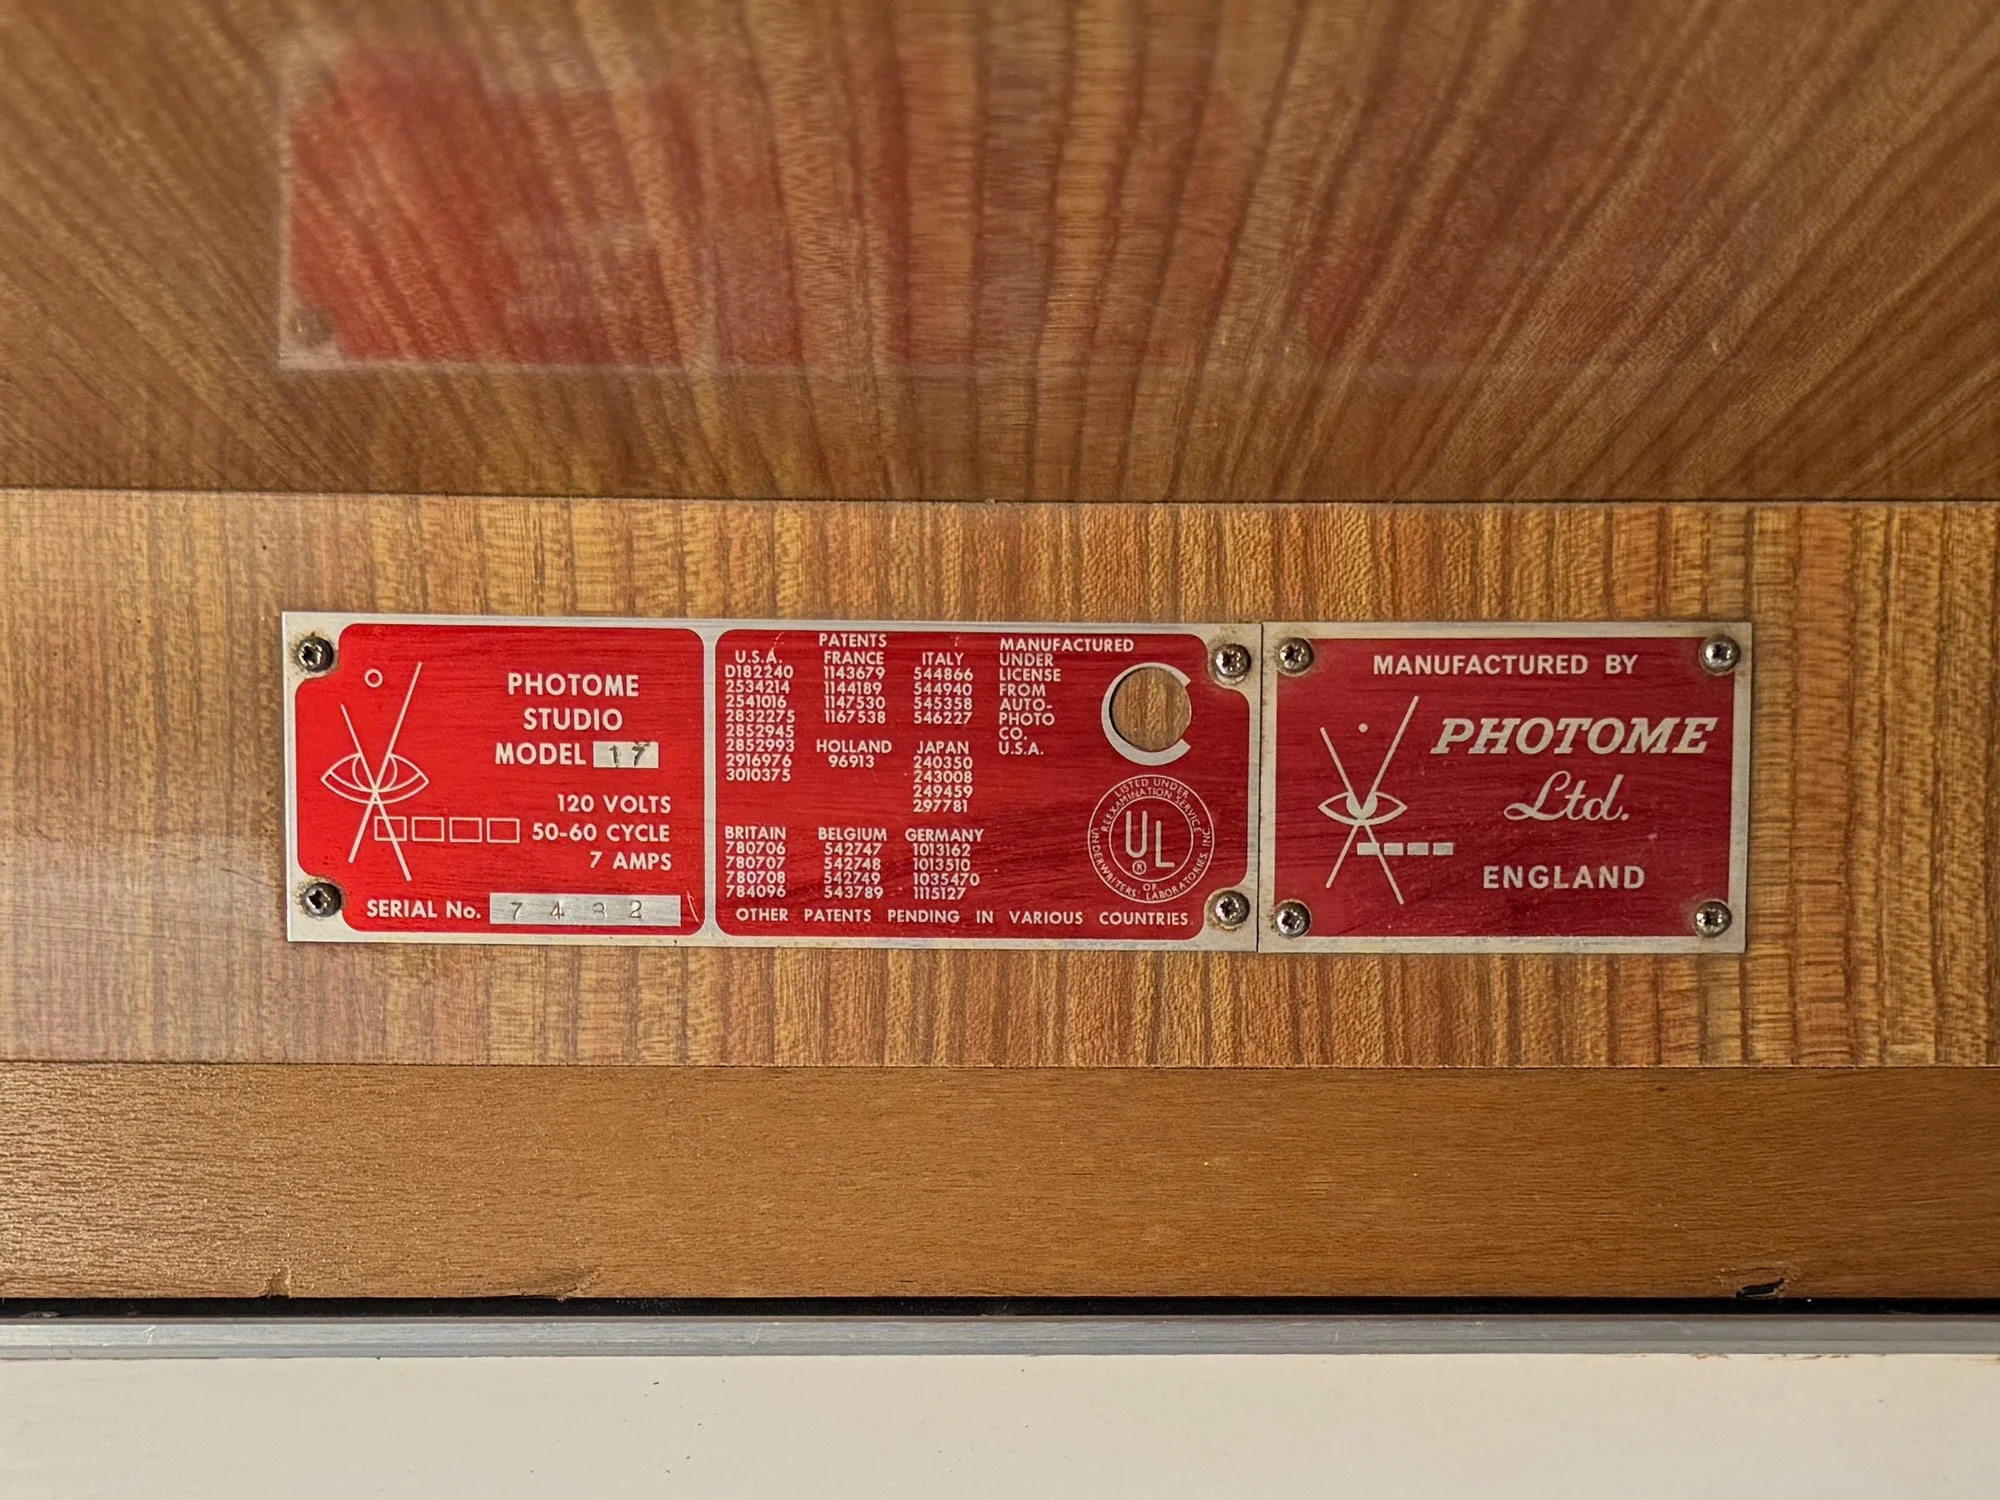 PHOTOME
STUDIO
MODEL 17
120 VOLTS
50-60 CYCLE
7 AMPS
SERIAL No. 7482
PATENTS
U.S.A.
D182240
2534214
2541016
2832275
2852945
2852993
2916976
3010375
FRANCE
1143679
1144189
1147530
1167538
ITALY
544866
544940
545358
546227
HOLLAND
96913
JAPAN
240350
243008
249459
297781
BRITAIN
780706
780707
780708
784096
BELGIUM
542747
542748
542749
543789
GERMANY
1013162
1013510
1035470
1115127
MANUFACTURED
UNDER
LICENSE
FROM
AUTO-
PHOTO
CO.
U.S.A.
LISTED UNDER
REEXAMINATION SERVICE
UL
®
OF
UNDERWRITERS' LABORATORIES, INC.
OTHER PATENTS PENDING IN VARIOUS COUNTRIES.
MANUFACTURED BY
PHOTOME
Ltd.
ENGLAND